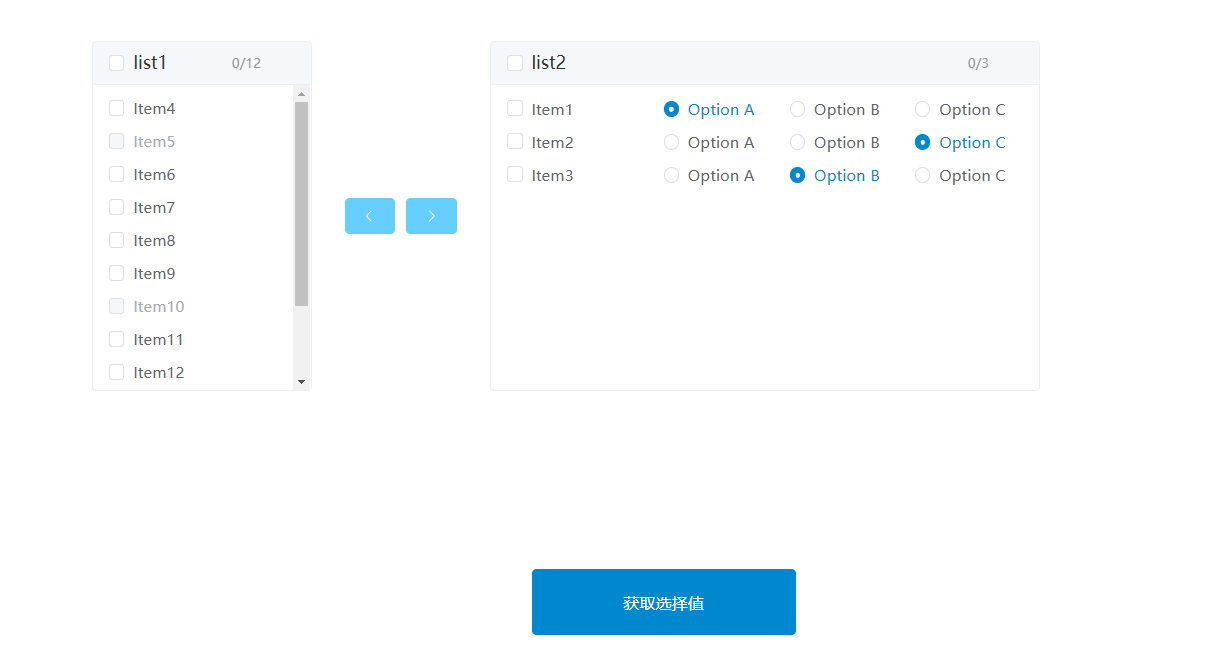 list1 0/12
Item4
Item5
Item6
Item7
Item8
Item9
Item10
Item11
Item12
list2 0/3
Item1 Option A Option B Option C
Item2 Option A Option B Option C
Item3 Option A Option B Option C
获取选择值